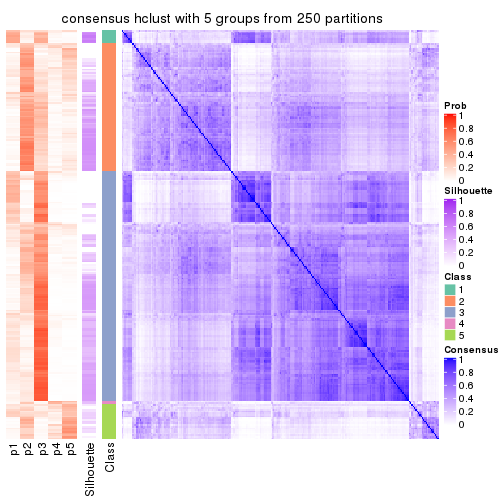 consensus hclust with 5 groups from 250 partitions
Prob
1
0.8
0.6
0.4
0.2
0
Silhouette
1
0.8
0.6
0.4
0.2
0
Class
1
2
3
4
5
Consensus
1
0.8
0.6
0.4
0.2
0
p1
p2
p3
p4
p5
Silhouette
Class